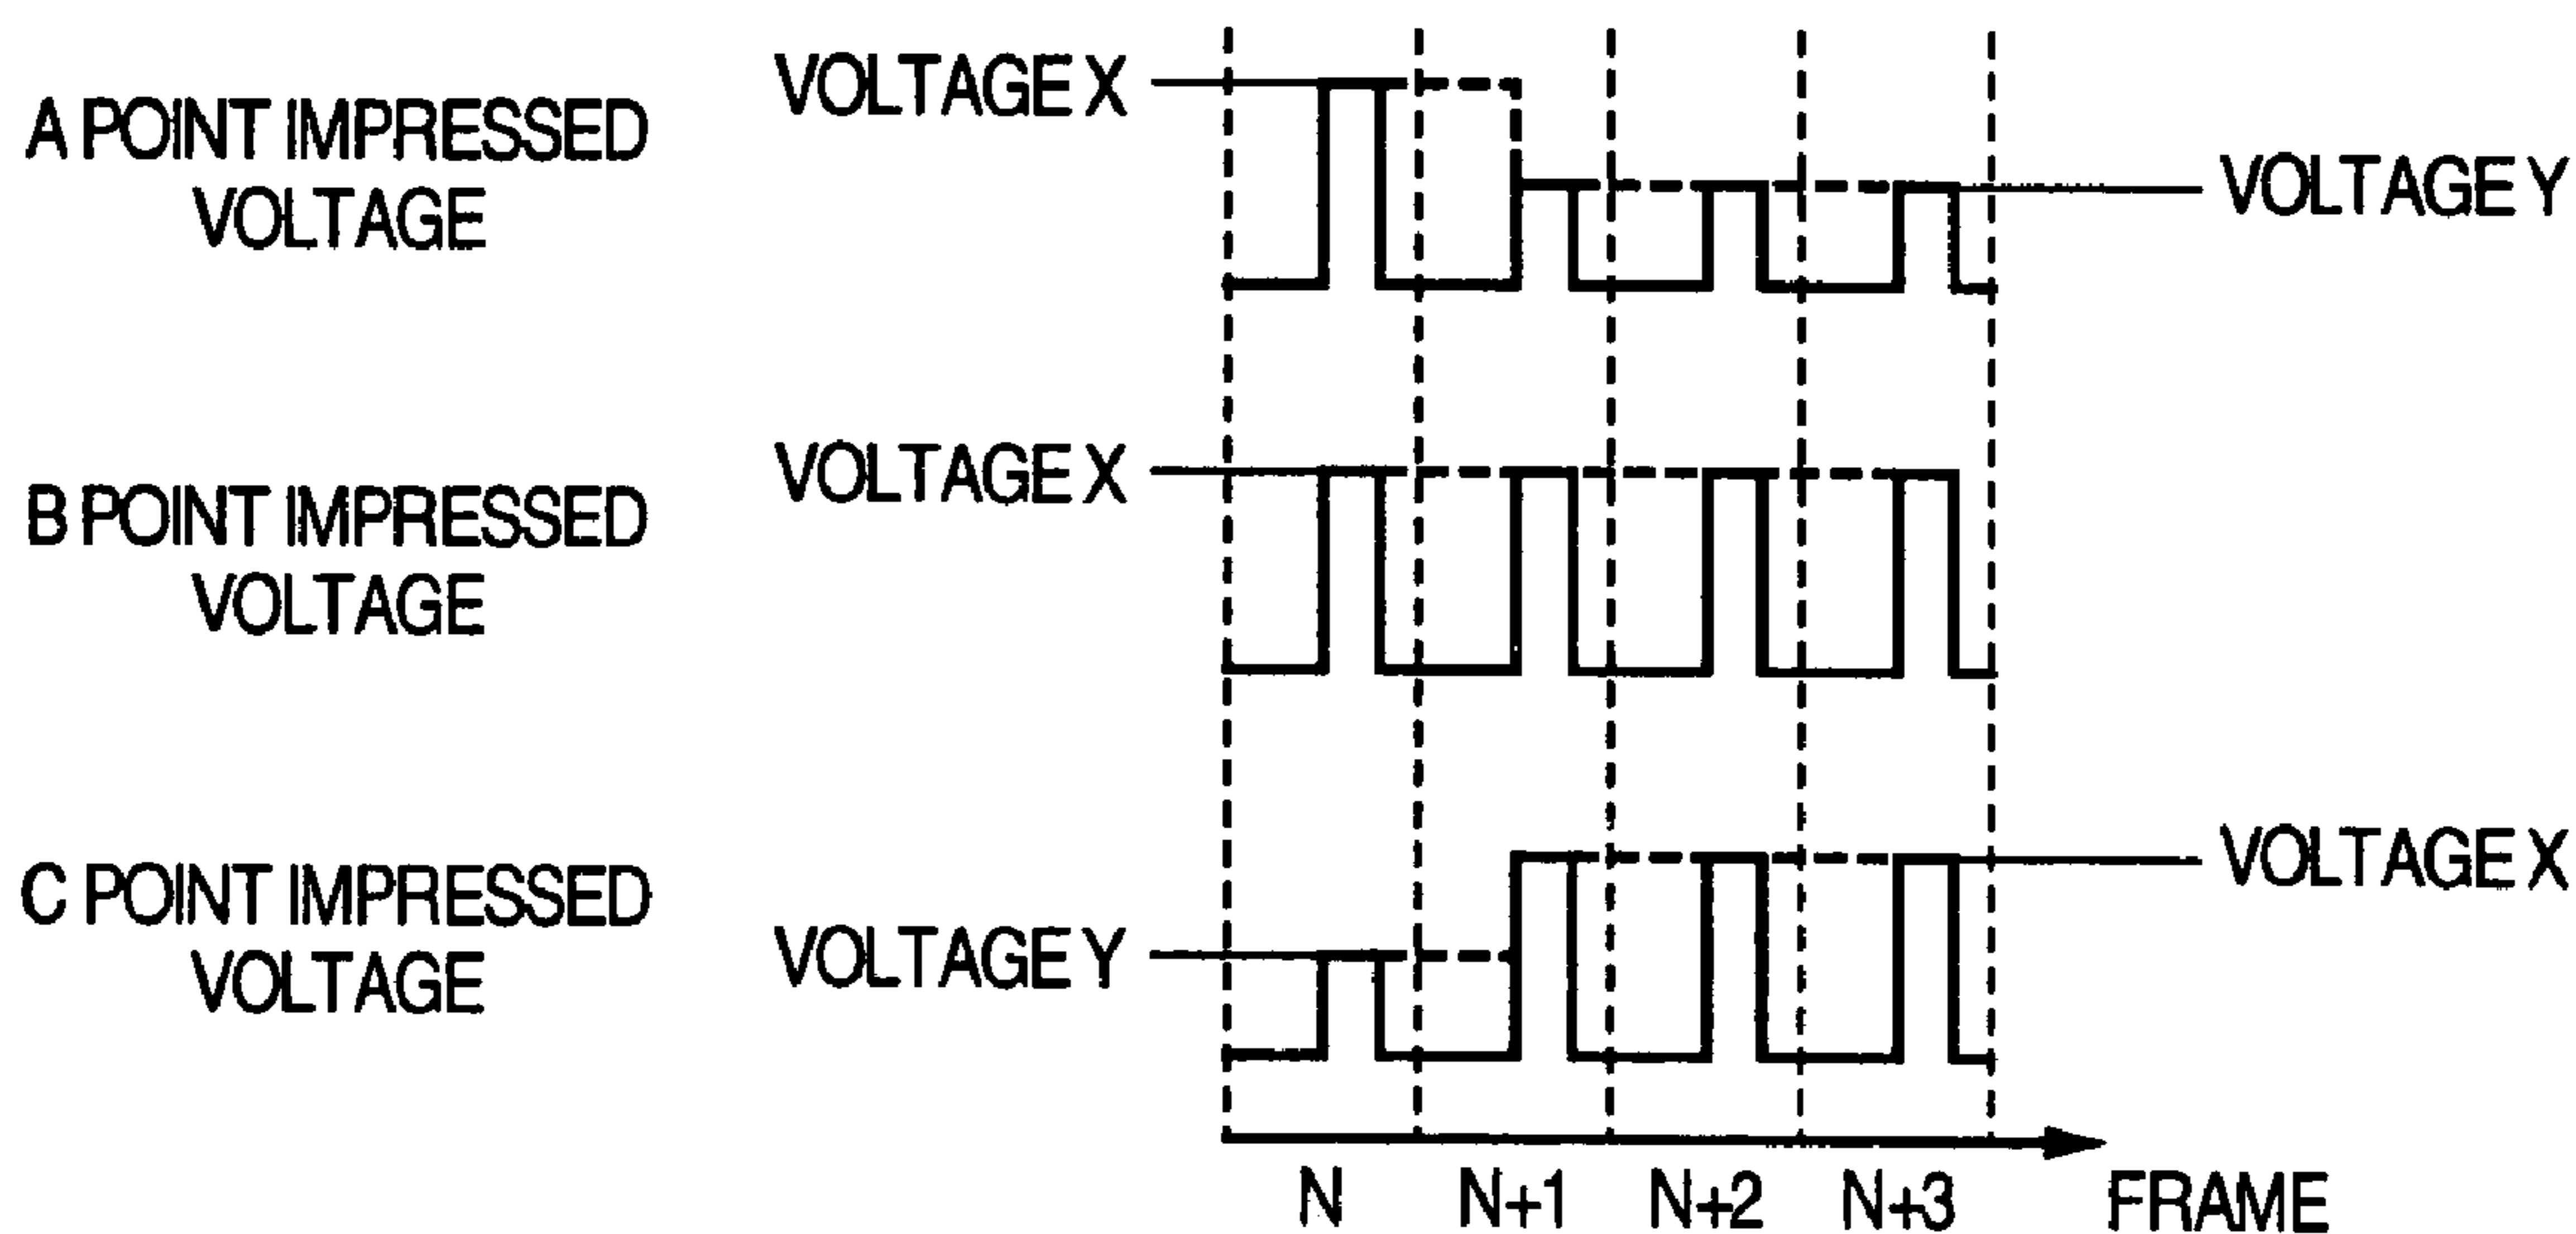 A POINT IMPRESSED
VOLTAGE
VOLTAGE X
VOLTAGE Y
B POINT IMPRESSED
VOLTAGE
VOLTAGE X
C POINT IMPRESSED
VOLTAGE
VOLTAGE Y
VOLTAGE X
N N+1 N+2 N+3 FRAME